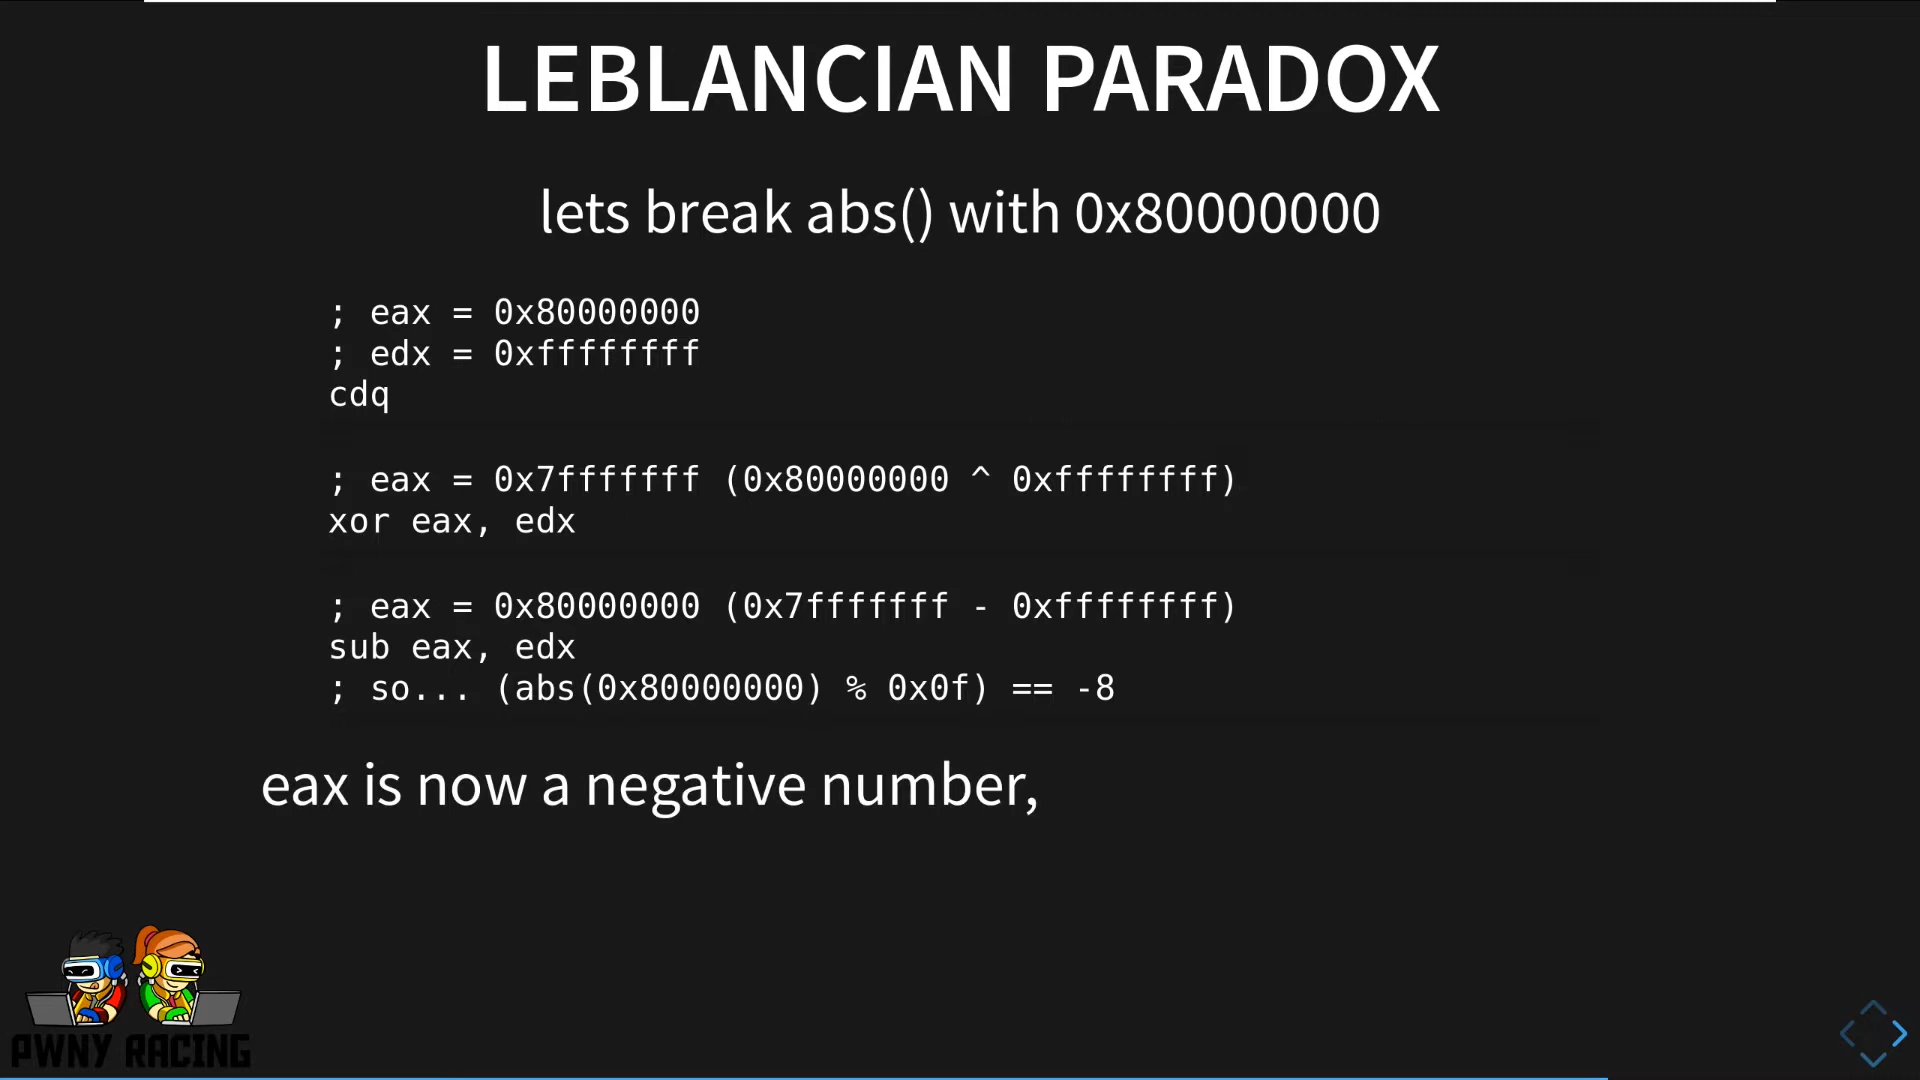 LEBLANCIAN PARADOX
lets break abs() with 0x80000000
; eax = 0x80000000
; edx = 0xffffffff
cdq
; eax = 0x7fffffff (0x80000000 ^ 0xffffffff)
xor eax, edx
; eax = 0x80000000 (0x7fffffff - 0xffffffff)
sub eax, edx
; so... (abs(0x80000000) % 0x0f) == -8
eax is now a negative number,
PWNY RACING